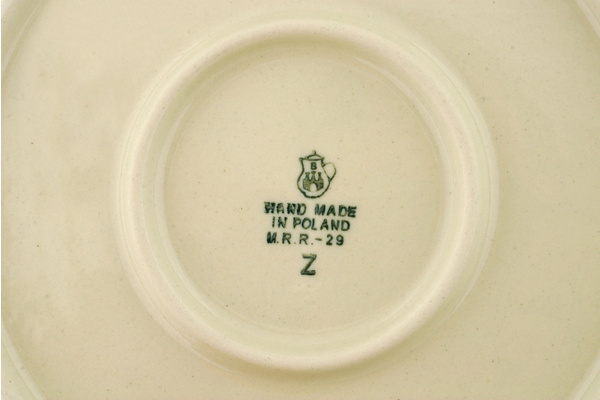 B
HAND MADE
IN POLAND
M.R.R.-29
Z